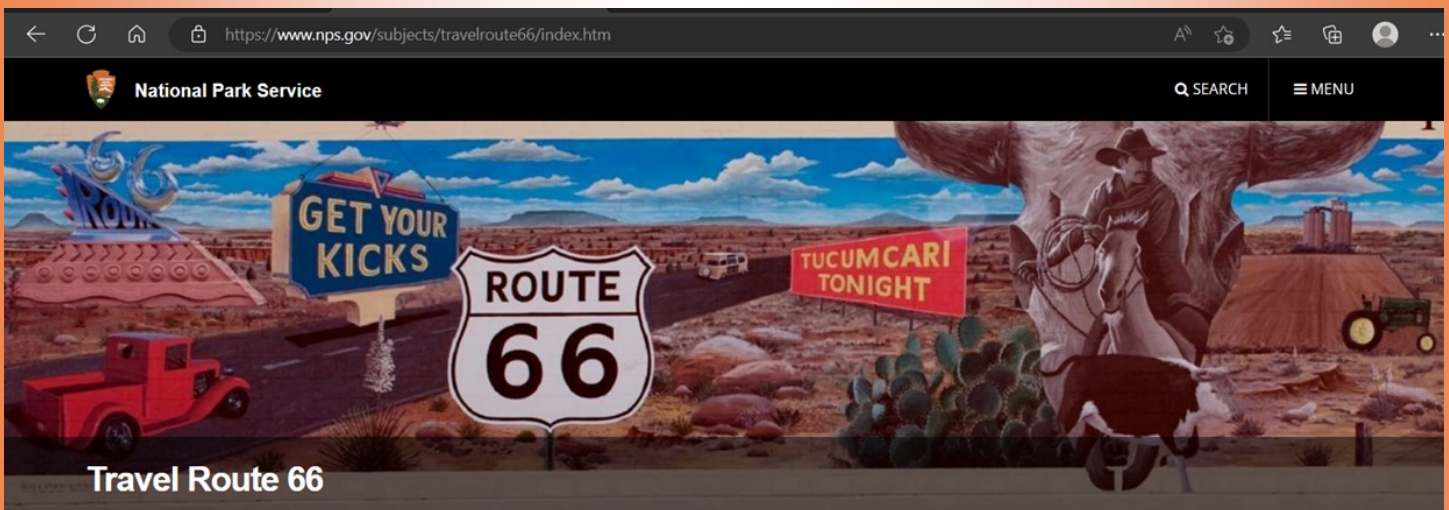 https://www.nps.gov/subjects/travelroute66/index.htm
National Park Service
SEARCH
MENU
66
ROUTE
GET YOUR
KICKS
ROUTE
66
TUCUMCARI
TONIGHT
Travel Route 66